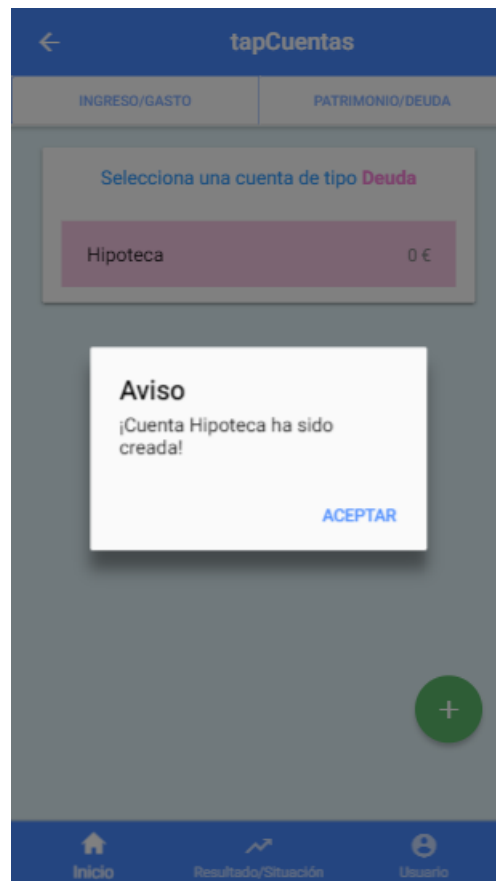 tapCuentas
INGRESO/GASTO PATRIMONIO/DEUDA
Selecciona una cuenta de tipo Deuda
Hipoteca 0 €
Aviso
¡Cuenta Hipoteca ha sido
creada!
ACEPTAR
Inicio Resultado/Situación Usuario